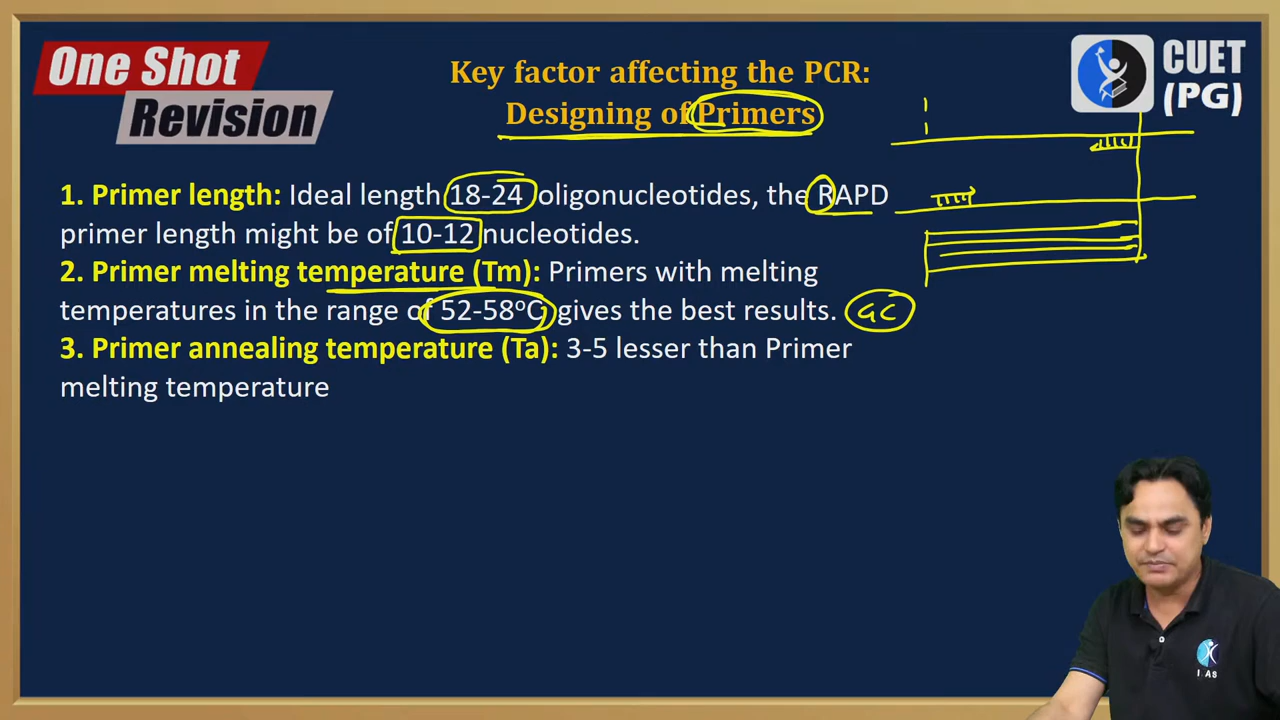 One Shot
Revision
Key factor affecting the PCR:
Designing of Primers
CUET
(PG)
1. Primer length: Ideal length 18-24 oligonucleotides, the RAPD
primer length might be of 10-12 nucleotides.
2. Primer melting temperature (Tm): Primers with melting
temperatures in the range of 52-58°C gives the best results. GC
3. Primer annealing temperature (Ta): 3-5 lesser than Primer
melting temperature
IFAS